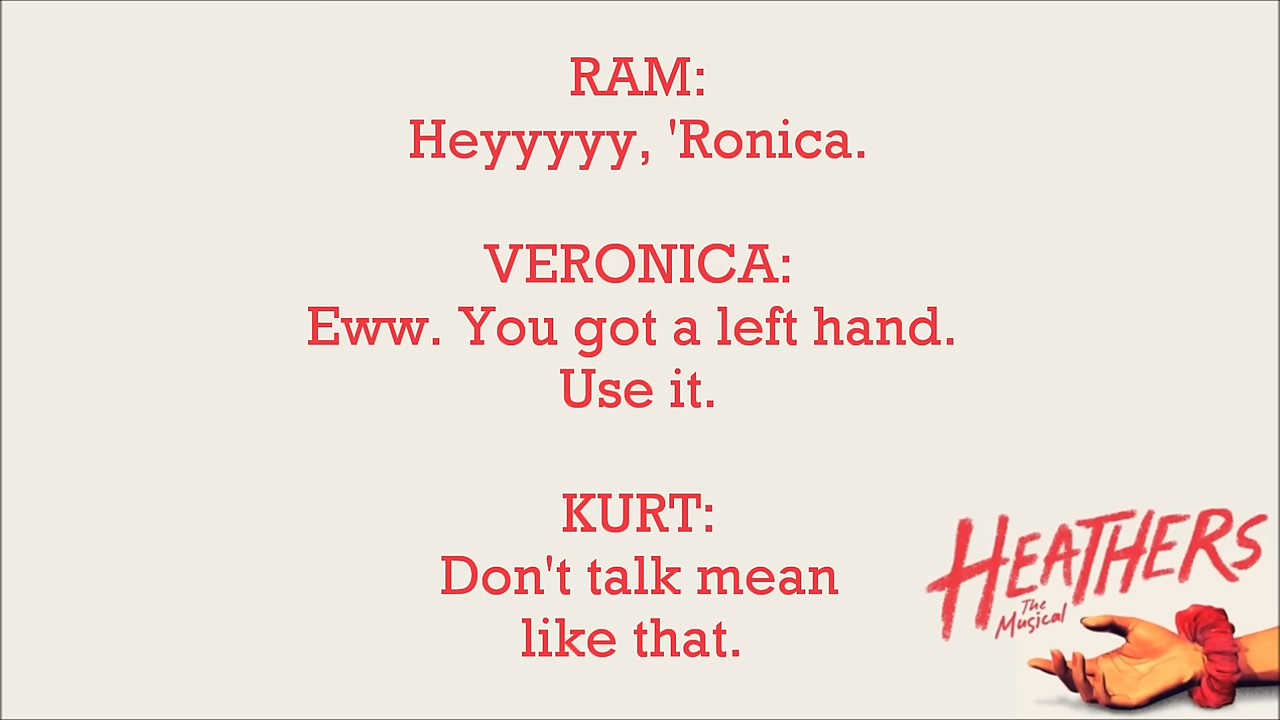 RAM:
Heyyyyy, 'Ronica.
VERONICA:
Eww. You got a left hand.
Use it.
KURT:
Don't talk mean
like that.
HEATHERS
The
Musical